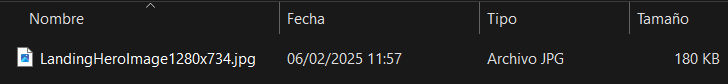 Nombre Fecha Tipo Tamaño
LandingHeroImage1280x734.jpg 06/02/2025 11:57 Archivo JPG 180 KB